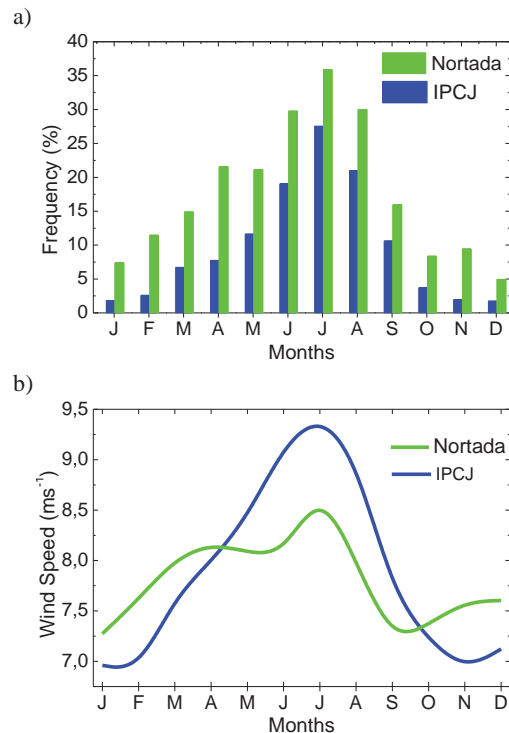 a)
40
35
30
25
20
15
10
5
0
Frequency (%)
Nortada
IPCJ
J F M A M J J A S O N D
Months
b)
9,5
9,0
8,5
8,0
7,5
7,0
Wind Speed (ms⁻¹)
Nortada
IPCJ
J F M A M J J A S O N D
Months